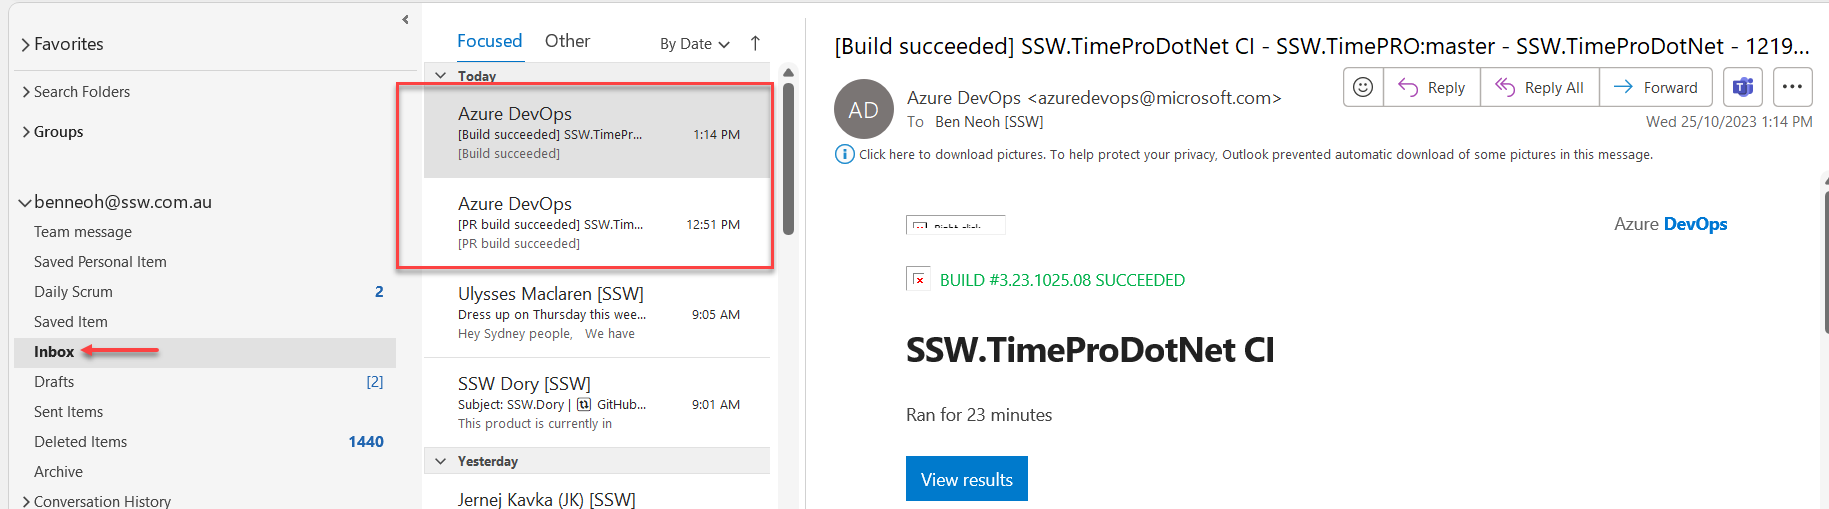 Favorites
Search Folders
Groups
benneoh@ssw.com.au
Team message
Saved Personal Item
Daily Scrum 2
Saved Item
Inbox
Drafts [2]
Sent Items
Deleted Items 1440
Archive
Conversation History
Focused Other By Date
Today
Azure DevOps
[Build succeeded] SSW.TimePr... 1:14 PM
[Build succeeded]
Azure DevOps
[PR build succeeded] SSW.Tim... 12:51 PM
[PR build succeeded]
Ulysses Maclaren [SSW]
Dress up on Thursday this wee... 9:05 AM
Hey Sydney people, We have
SSW Dory [SSW]
Subject: SSW.Dory | GitHub... 9:01 AM
This product is currently in
Yesterday
Jernej Kavka (JK) [SSW]
[Build succeeded] SSW.TimeProDotNet CI - SSW.TimePRO:master - SSW.TimeProDotNet - 1219...
AD
Azure DevOps <azuredevops@microsoft.com>
To Ben Neoh [SSW]
Reply Reply All Forward
Wed 25/10/2023 1:14 PM
Click here to download pictures. To help protect your privacy, Outlook prevented automatic download of some pictures in this message.
Azure DevOps
BUILD #3.23.1025.08 SUCCEEDED
SSW.TimeProDotNet CI
Ran for 23 minutes
View results